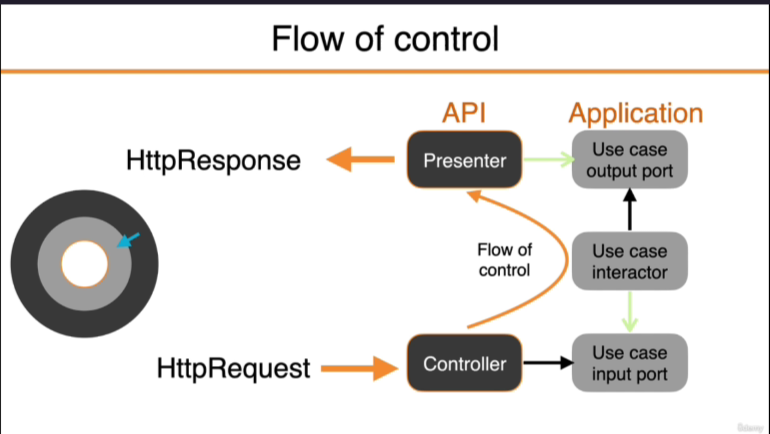 Flow of control
API
Application
HttpResponse
Presenter
Use case
output port
Flow of
control
Use case
interactor
HttpRequest
Controller
Use case
input port
Udemy